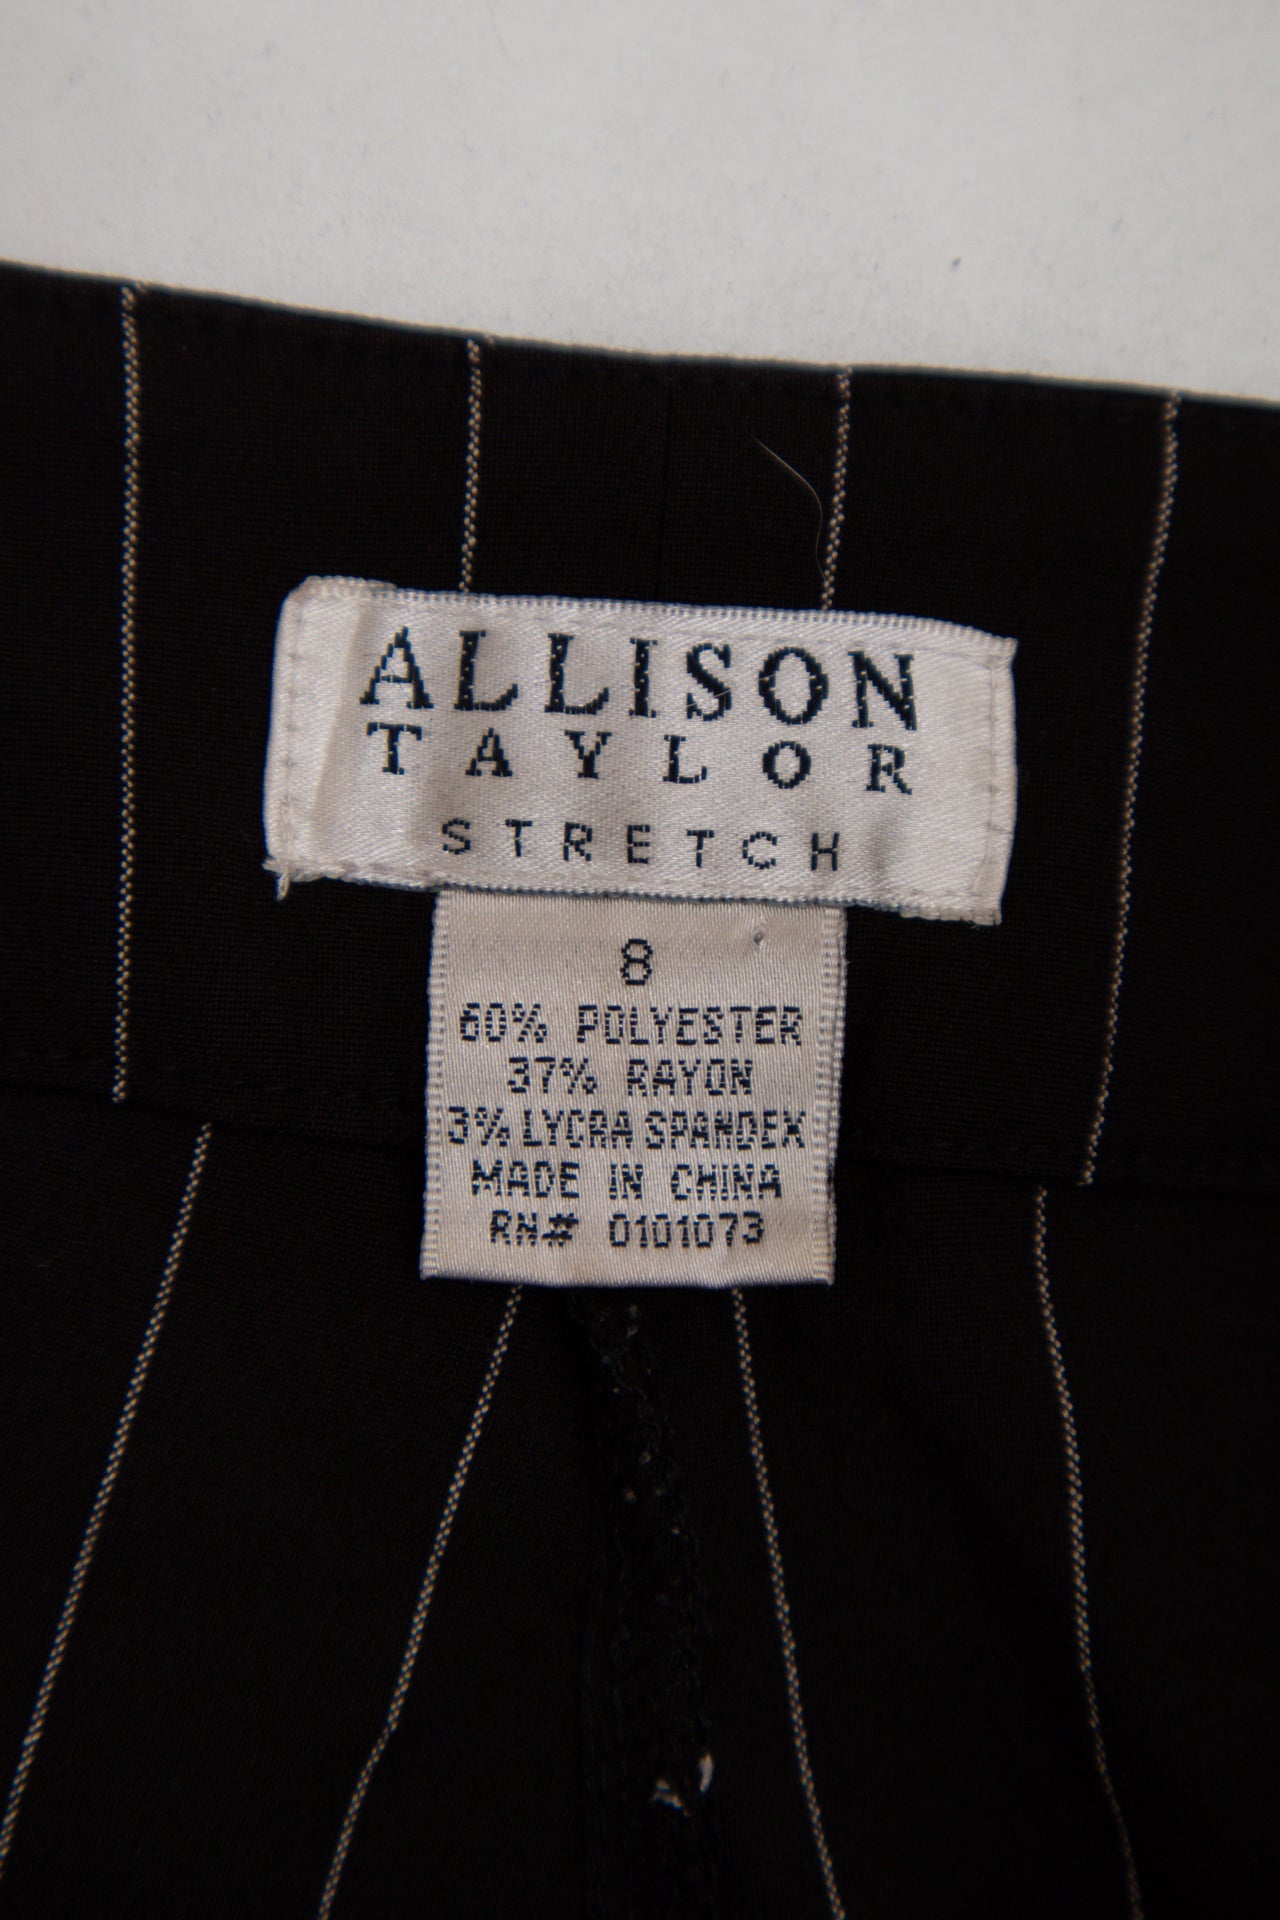 ALLISON
TAYLOR
STRETCH
8
60% POLYESTER
37% RAYON
3% LYCRA SPANDEX
MADE IN CHINA
RN# 0101073